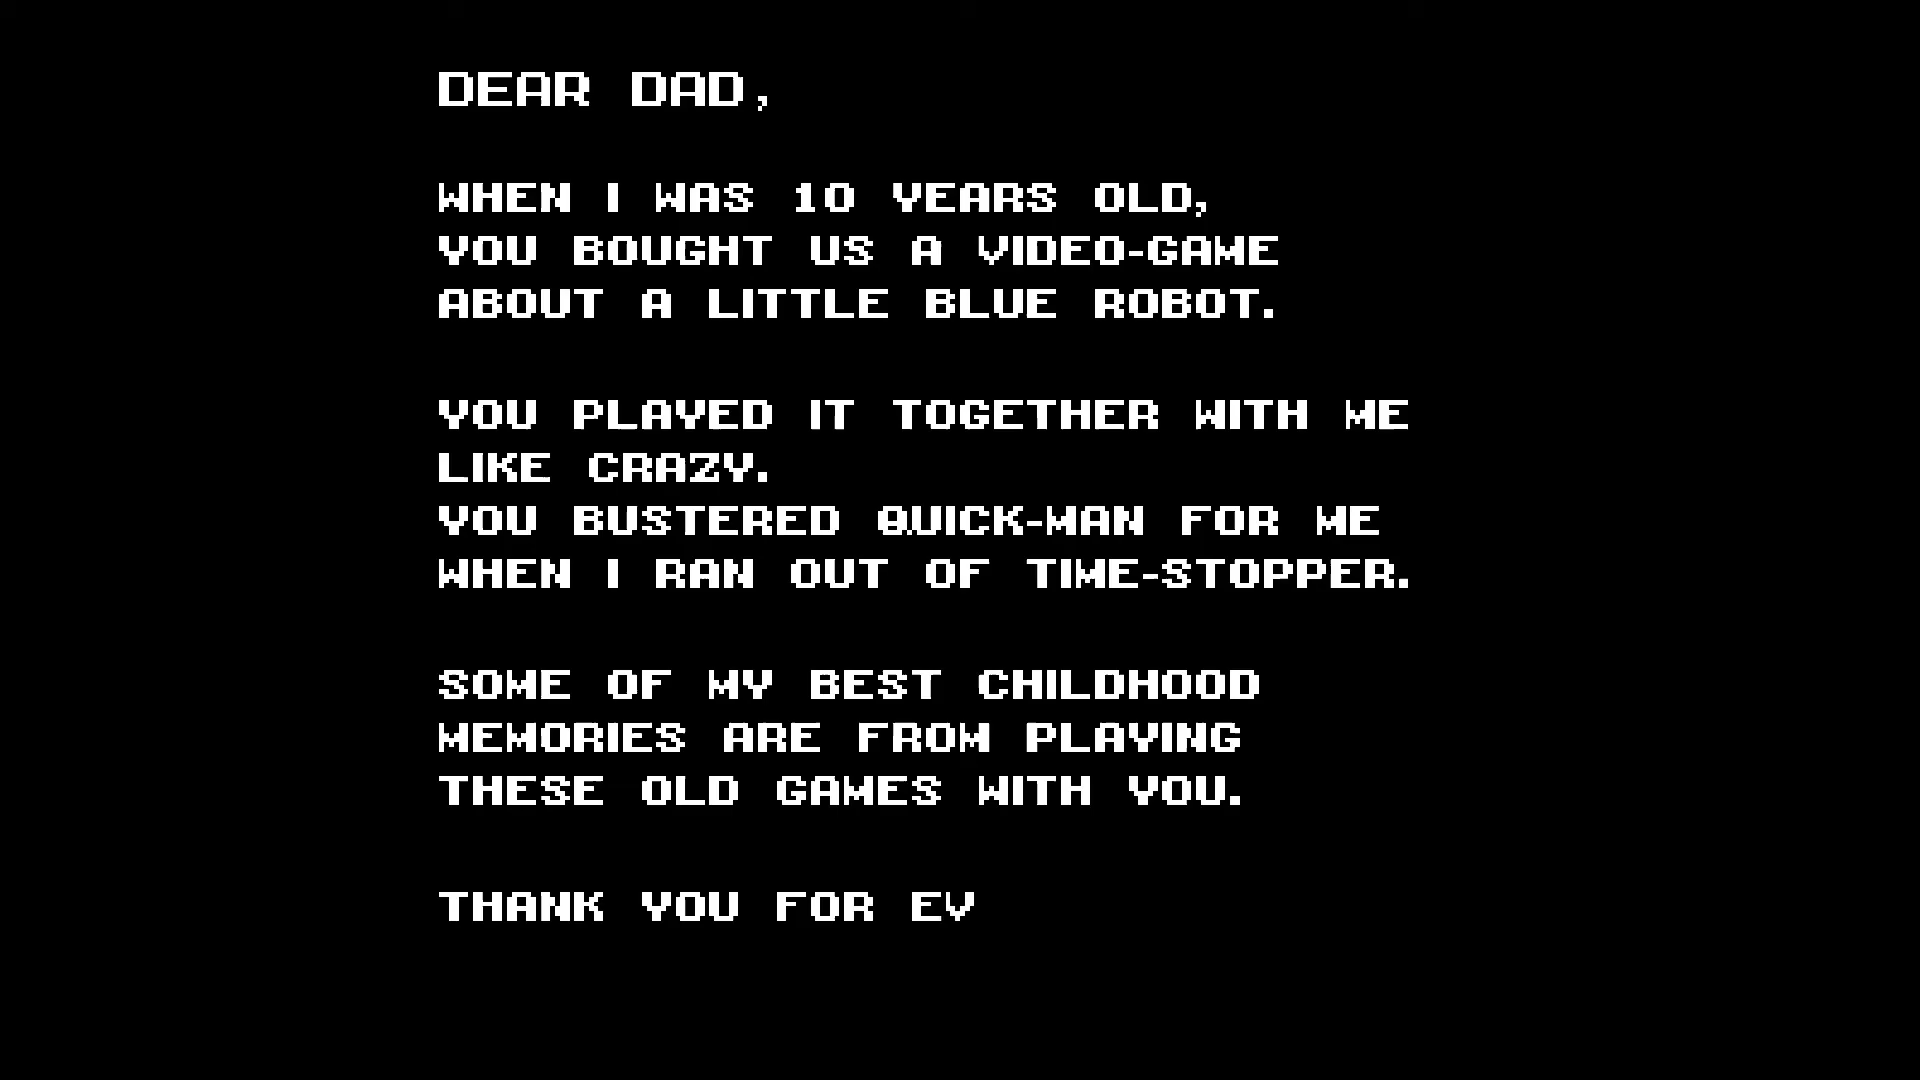 DEAR DAD,
WHEN I WAS 10 YEARS OLD,
YOU BOUGHT US A VIDEO-GAME
ABOUT A LITTLE BLUE ROBOT.
YOU PLAYED IT TOGETHER WITH ME
LIKE CRAZY.
YOU BUSTERED QUICK-MAN FOR ME
WHEN I RAN OUT OF TIME-STOPPER.
SOME OF MY BEST CHILDHOOD
MEMORIES ARE FROM PLAYING
THESE OLD GAMES WITH YOU.
THANK YOU FOR EV